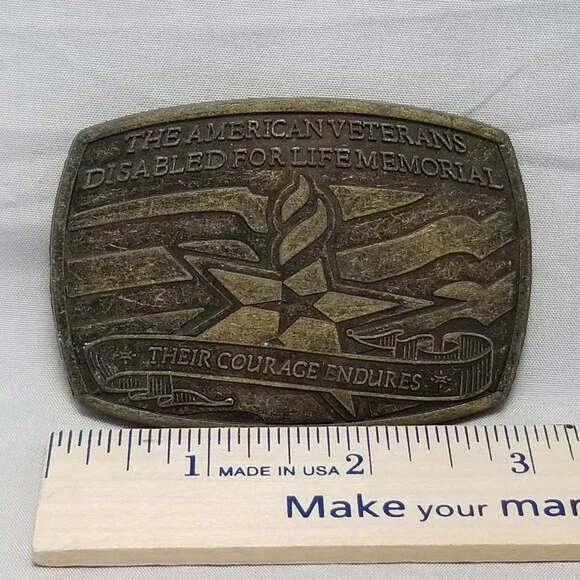 THE AMERICAN VETERANS
DISABLED FOR LIFE MEMORIAL
THEIR COURAGE ENDURES
1 MADE IN USA 2 3
Make your mar